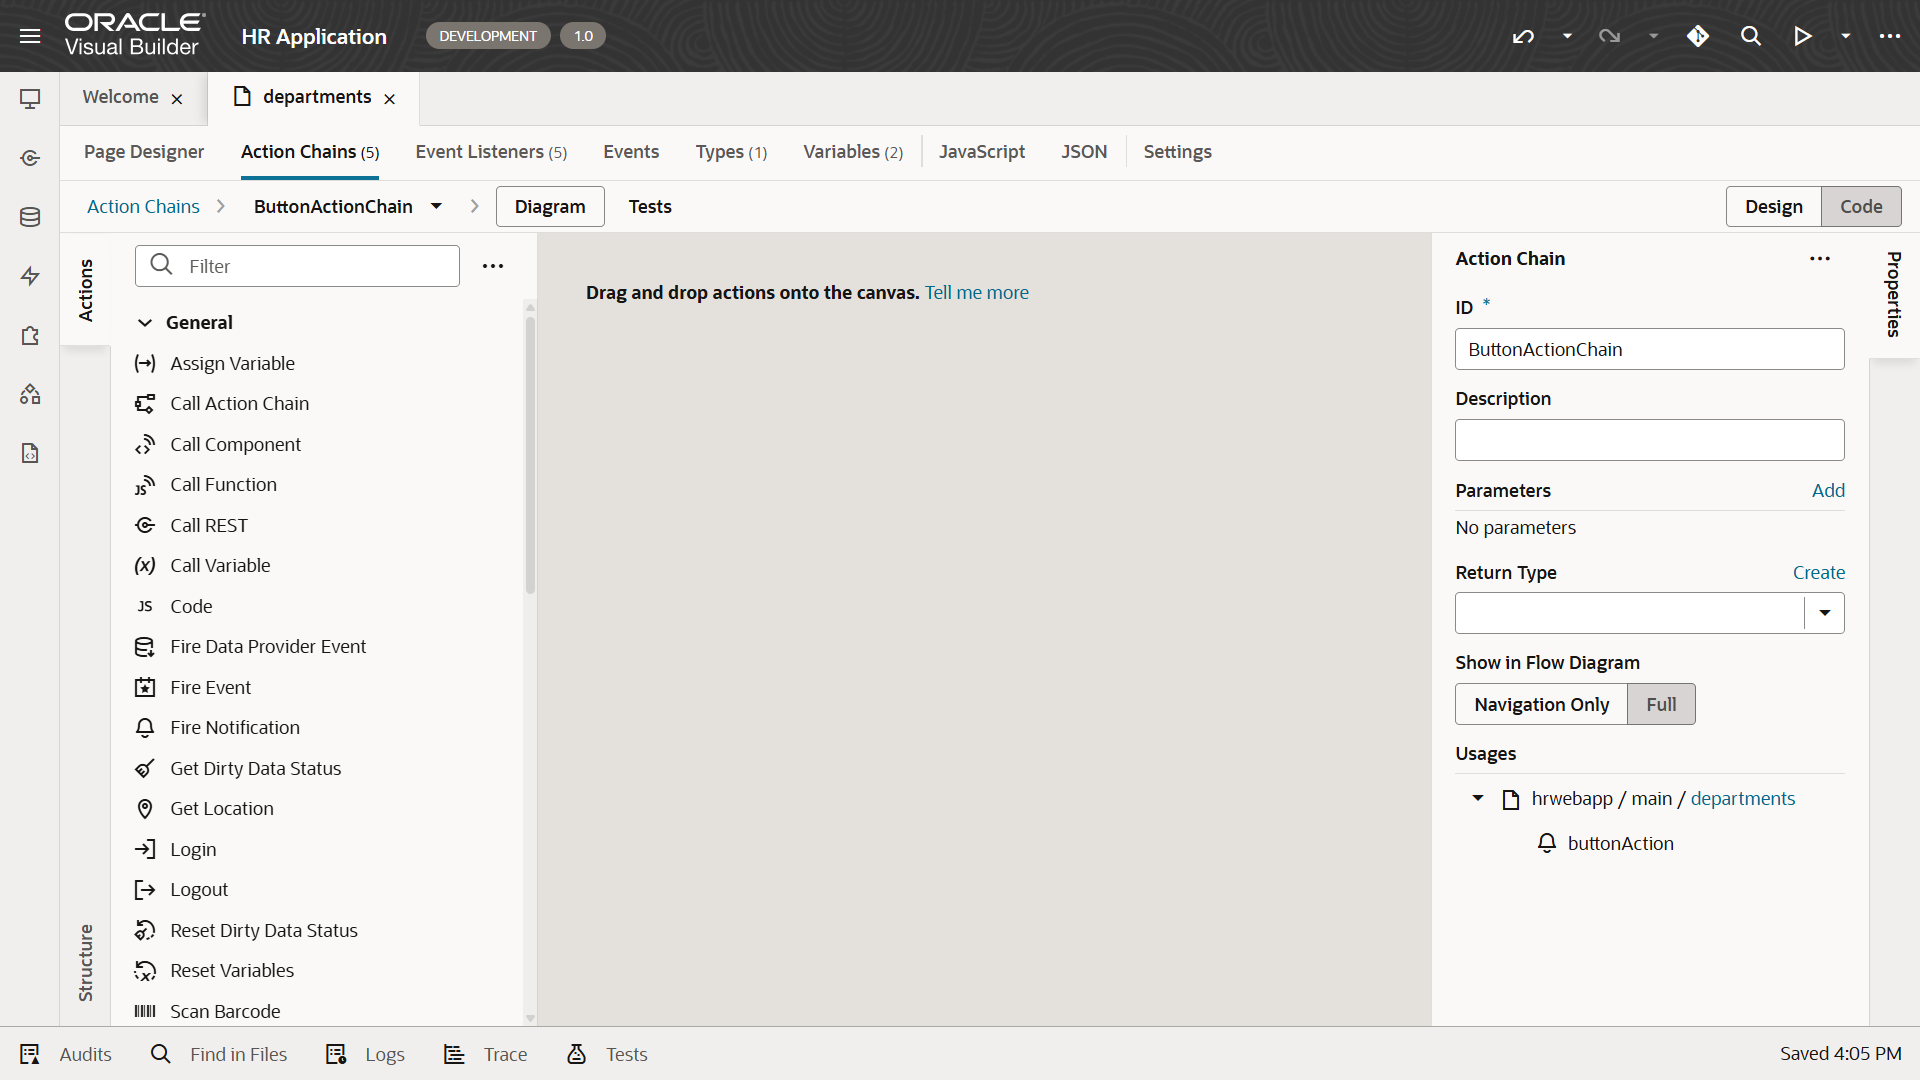 ORACLE
Visual Builder
HR Application
DEVELOPMENT
1.0
Welcome
departments
Page Designer
Action Chains (5)
Event Listeners (5)
Events
Types (1)
Variables (2)
JavaScript
JSON
Settings
Action Chains
ButtonActionChain
Diagram
Tests
Design
Code
Actions
Structure
Filter
General
Assign Variable
Call Action Chain
Call Component
Call Function
Call REST
Call Variable
JS Code
Fire Data Provider Event
Fire Event
Fire Notification
Get Dirty Data Status
Get Location
Login
Logout
Reset Dirty Data Status
Reset Variables
Scan Barcode
Drag and drop actions onto the canvas. Tell me more
Action Chain
ID *
ButtonActionChain
Description
Parameters
Add
No parameters
Return Type
Create
Show in Flow Diagram
Navigation Only
Full
Usages
hrwebapp / main / departments
buttonAction
Properties
Audits
Find in Files
Logs
Trace
Tests
Saved 4:05 PM